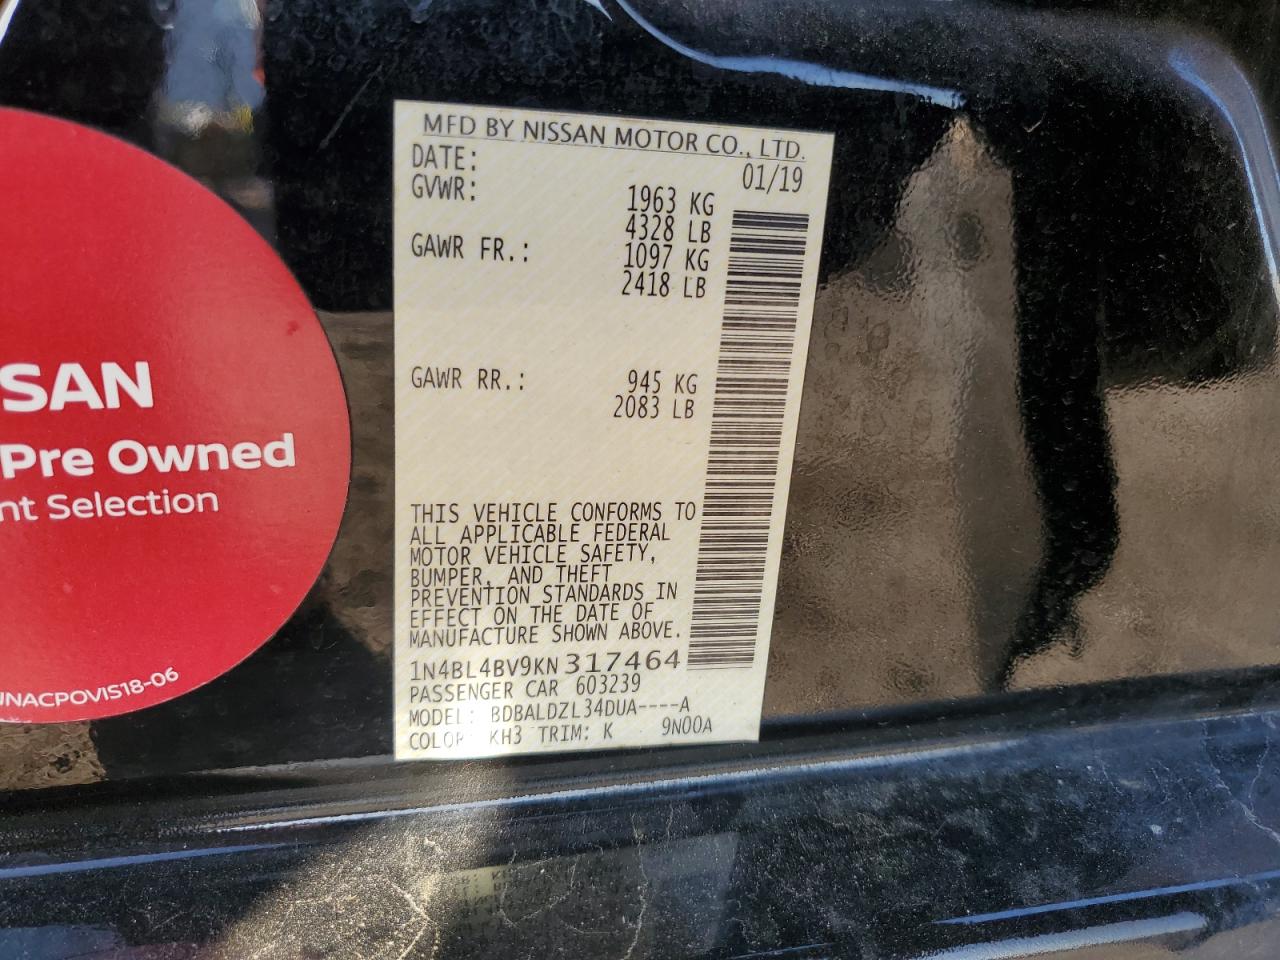 MFD BY NISSAN MOTOR CO., LTD.
DATE: 01/19
GVWR: 1963 KG
4328 LB
GAWR FR.: 1097 KG
2418 LB
GAWR RR.: 945 KG
2083 LB
THIS VEHICLE CONFORMS TO
ALL APPLICABLE FEDERAL
MOTOR VEHICLE SAFETY,
BUMPER, AND THEFT
PREVENTION STANDARDS IN
EFFECT ON THE DATE OF
MANUFACTURE SHOWN ABOVE.
1N4BL4BV9KN317464
PASSENGER CAR 603239
MODEL: BDBALDZL34DUA----A
COLOR KH3 TRIM: K 9N00A
SSAN
Pre Owned
nt Selection
UNACPOVIS18-06